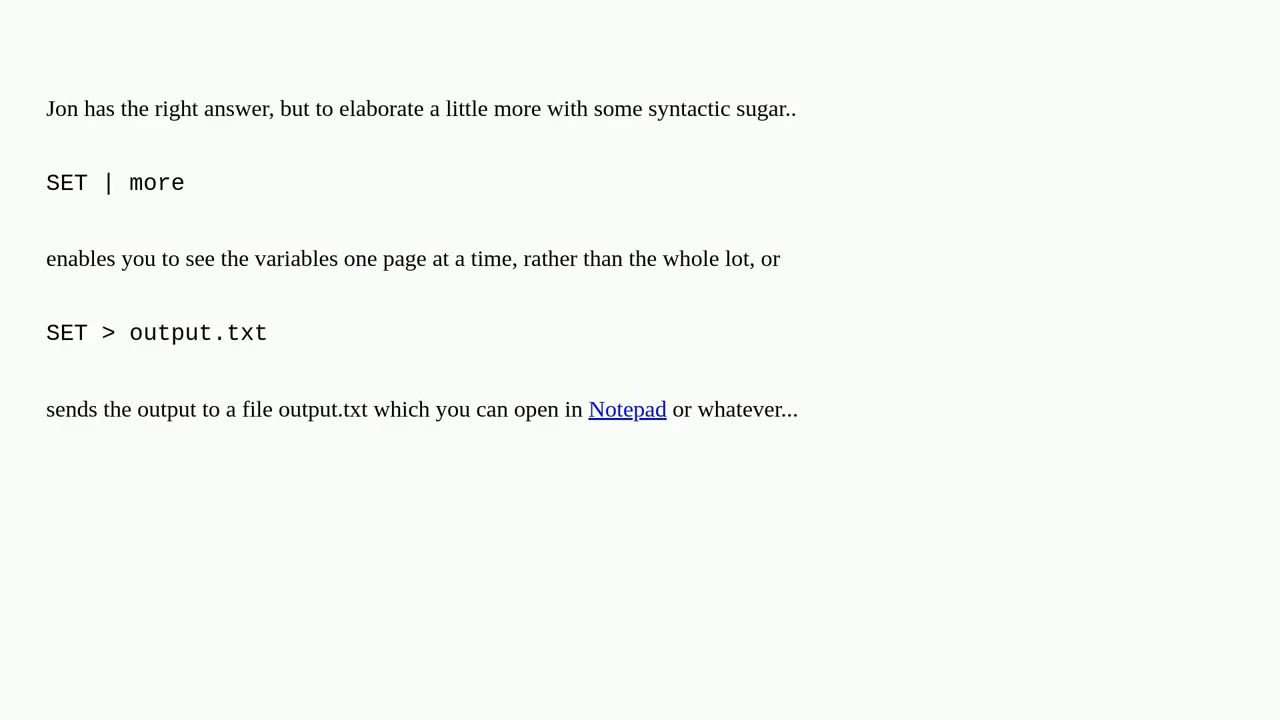 Jon has the right answer, but to elaborate a little more with some syntactic sugar..
SET | more
enables you to see the variables one page at a time, rather than the whole lot, or
SET > output.txt
sends the output to a file output.txt which you can open in Notepad or whatever...